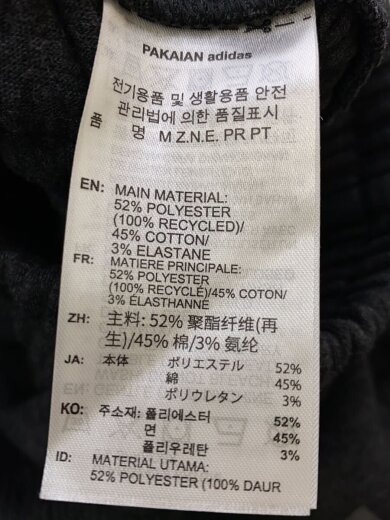 PAKAIAN adidas
전기용품 및 생활용품 안전
관리법에 의한 품질표시
품 명 M Z.N.E. PR PT
EN: MAIN MATERIAL:
52% POLYESTER
(100% RECYCLED)/
45% COTTON/
3% ELASTANE
FR: MATIERE PRINCIPALE:
52% POLYESTER
(100% RECYCLÉ)/45% COTON/
3% ÉLASTHANNE
ZH: 主料: 52% 聚酯纤维(再
生)/45% 棉/3% 氨纶
JA: 本体 ポリエステル 52%
綿 45%
ポリウレタン 3%
KO: 주소재: 폴리에스터 52%
면 45%
폴리우레탄 3%
ID: MATERIAL UTAMA:
52% POLYESTER (100% DAUR